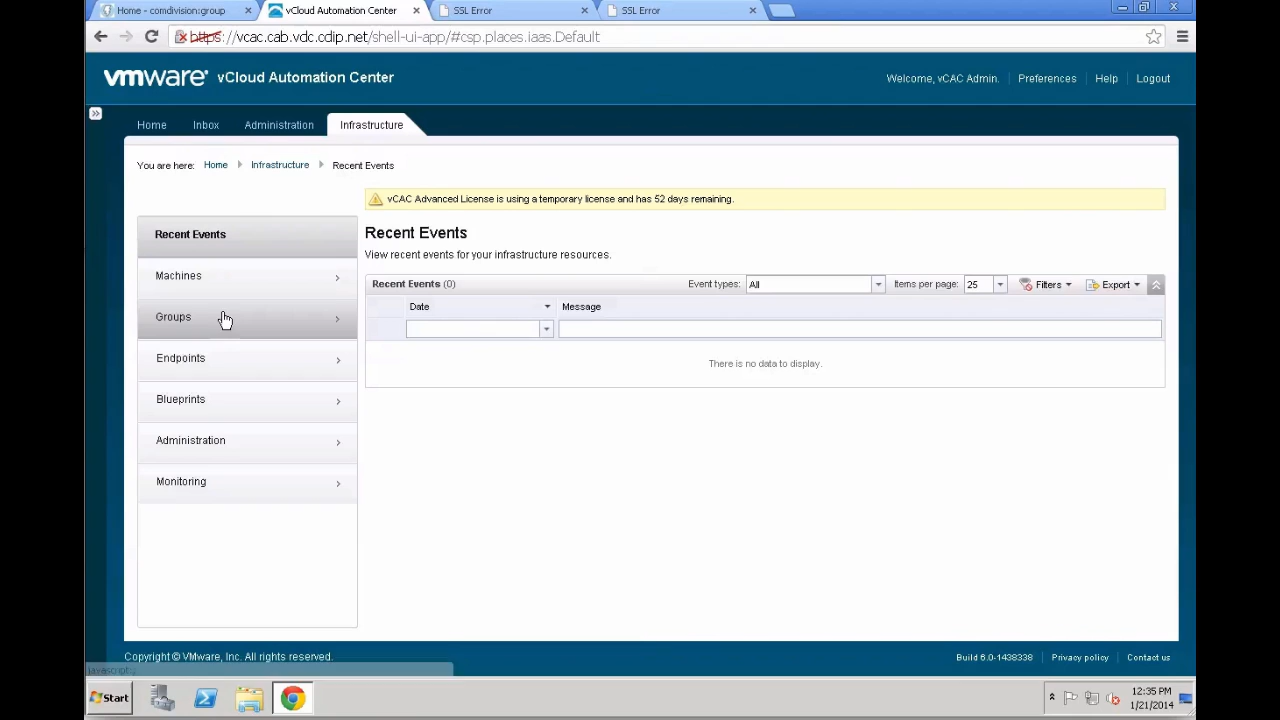 Home - comdivision:group
vCloud Automation Center
SSL Error
SSL Error
https://vcac.cab.vdc.cdip.net/shell-ui-app/#csp.places.iaas.Default
vmware vCloud Automation Center
Welcome, vCAC Admin. Preferences Help Logout
Home Inbox Administration Infrastructure
You are here: Home Infrastructure Recent Events
vCAC Advanced License is using a temporary license and has 52 days remaining.
Recent Events
Machines
Groups
Endpoints
Blueprints
Administration
Monitoring
Recent Events
View recent events for your infrastructure resources.
Recent Events (0) Event types: All Items per page: 25 Filters Export
Date Message
There is no data to display.
Copyright © VMware, Inc. All rights reserved.
Build 6.0-1438338 Privacy policy Contact us
javascript:;
Start
12:35 PM
1/21/2014